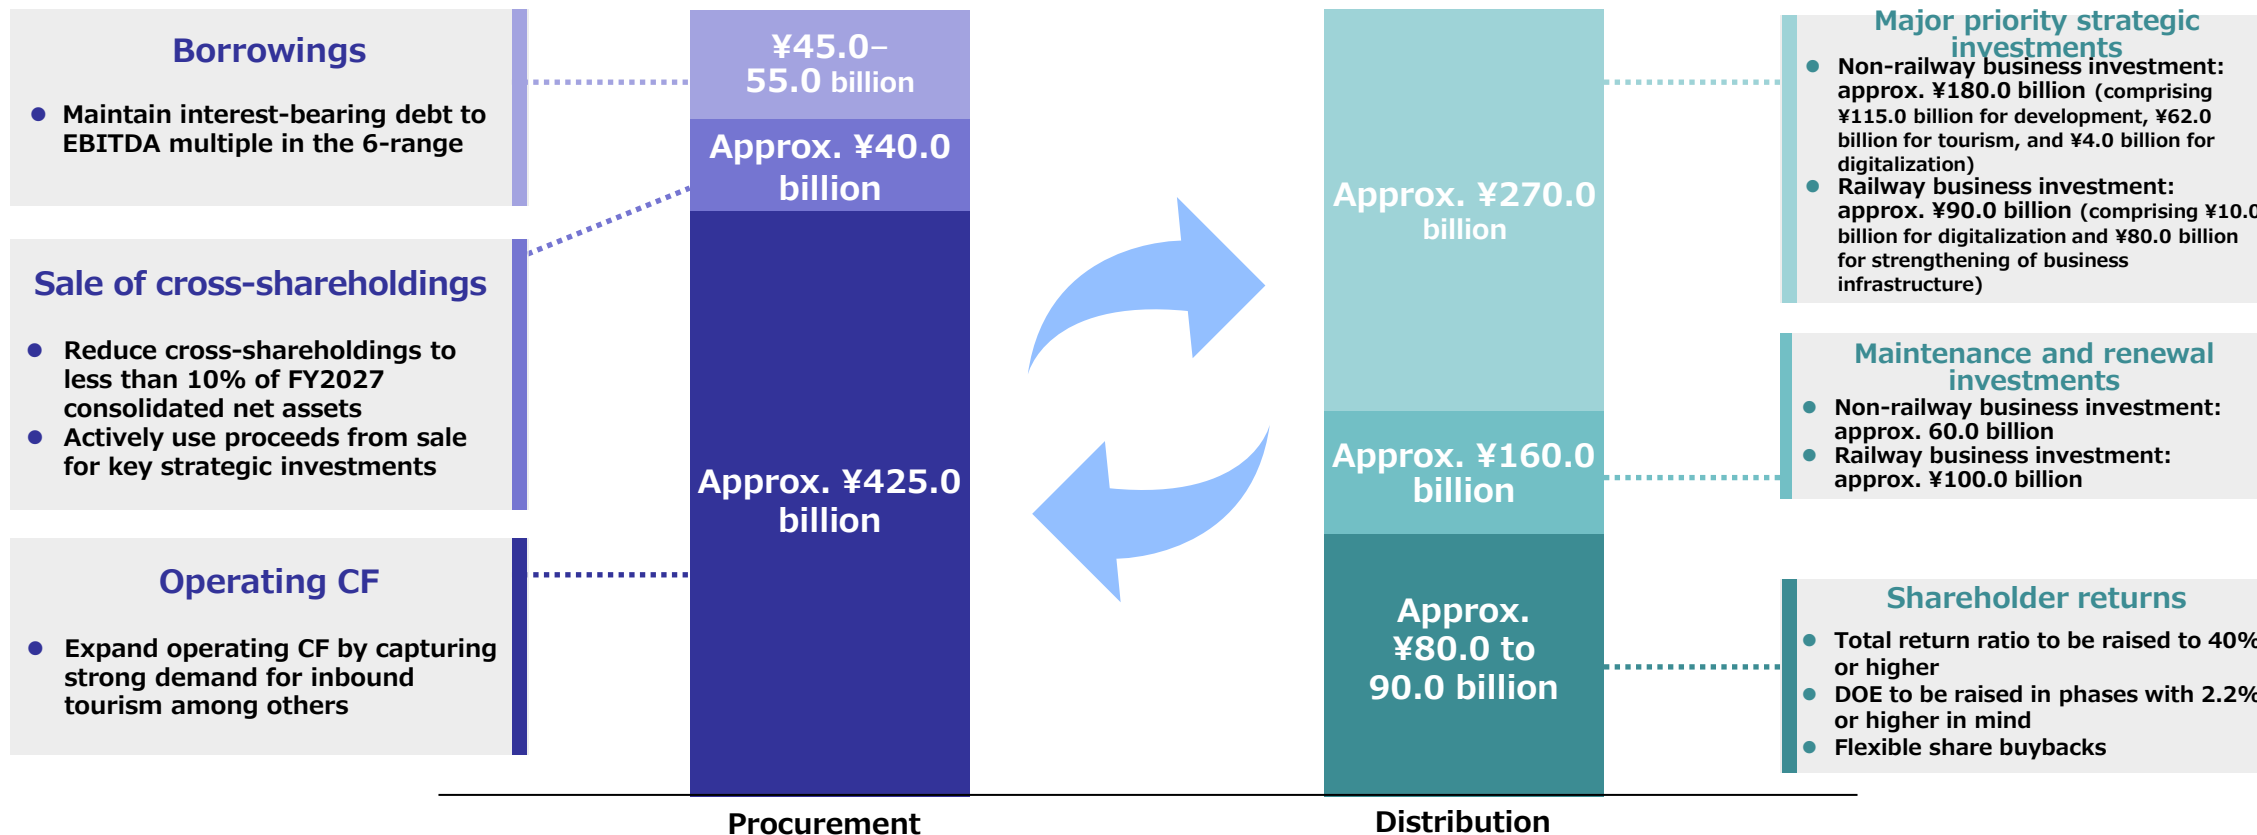 Borrowings
● Maintain interest-bearing debt to
EBITDA multiple in the 6-range
Sale of cross-shareholdings
● Reduce cross-shareholdings to
less than 10% of FY2027
consolidated net assets
● Actively use proceeds from sale
for key strategic investments
Operating CF
● Expand operating CF by capturing
strong demand for inbound
tourism among others
¥45.0–
55.0 billion
Approx. ¥40.0
billion
Approx. ¥425.0
billion
Procurement
Approx. ¥270.0
billion
Approx. ¥160.0
billion
Approx.
¥80.0 to
90.0 billion
Distribution
Major priority strategic
investments
● Non-railway business investment:
approx. ¥180.0 billion (comprising
¥115.0 billion for development, ¥62.0
billion for tourism, and ¥4.0 billion for
digitalization)
● Railway business investment:
approx. ¥90.0 billion (comprising ¥10.0
billion for digitalization and ¥80.0 billion
for strengthening of business
infrastructure)
Maintenance and renewal
investments
● Non-railway business investment:
approx. 60.0 billion
● Railway business investment:
approx. ¥100.0 billion
Shareholder returns
● Total return ratio to be raised to 40%
or higher
● DOE to be raised in phases with 2.2%
or higher in mind
● Flexible share buybacks